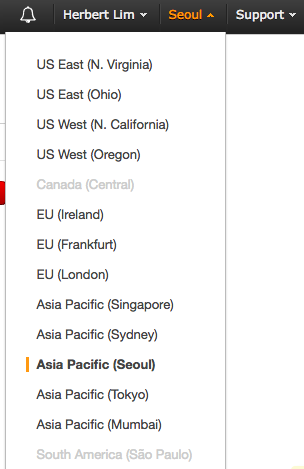 Herbert Lim Seoul Support
US East (N. Virginia)
US East (Ohio)
US West (N. California)
US West (Oregon)
Canada (Central)
EU (Ireland)
EU (Frankfurt)
EU (London)
Asia Pacific (Singapore)
Asia Pacific (Sydney)
Asia Pacific (Seoul)
Asia Pacific (Tokyo)
Asia Pacific (Mumbai)
South America (São Paulo)